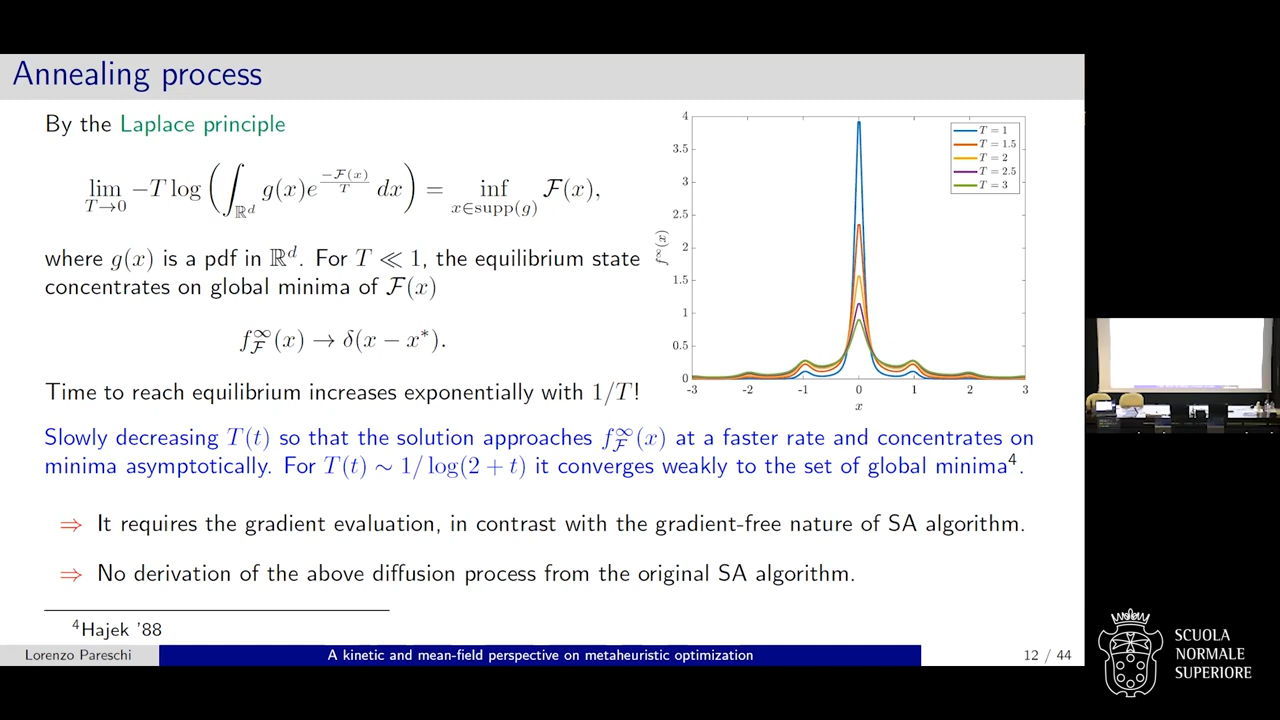 Annealing process
By the Laplace principle
lim_{T→0} −T log ( ∫_{ℝ^d} g(x)e^{−ℱ(x)/T} dx ) = inf_{x∈supp(g)} ℱ(x),
where g(x) is a pdf in ℝ^d. For T ≪ 1, the equilibrium state
concentrates on global minima of ℱ(x)
f_ℱ^∞(x) → δ(x − x*).
Time to reach equilibrium increases exponentially with 1/T!
4
3.5
3
2.5
2
1.5
1
0.5
0
f^∞(x)
-3
-2
-1
0
1
2
3
x
T = 1
T = 1.5
T = 2
T = 2.5
T = 3
Slowly decreasing T(t) so that the solution approaches f_ℱ^∞(x) at a faster rate and concentrates on
minima asymptotically. For T(t) ∼ 1/ log(2 + t) it converges weakly to the set of global minima⁴.
⇒ It requires the gradient evaluation, in contrast with the gradient-free nature of SA algorithm.
⇒ No derivation of the above diffusion process from the original SA algorithm.
⁴Hajek '88
Lorenzo Pareschi
A kinetic and mean-field perspective on metaheuristic optimization
12 / 44
SCUOLA
NORMALE
SUPERIORE